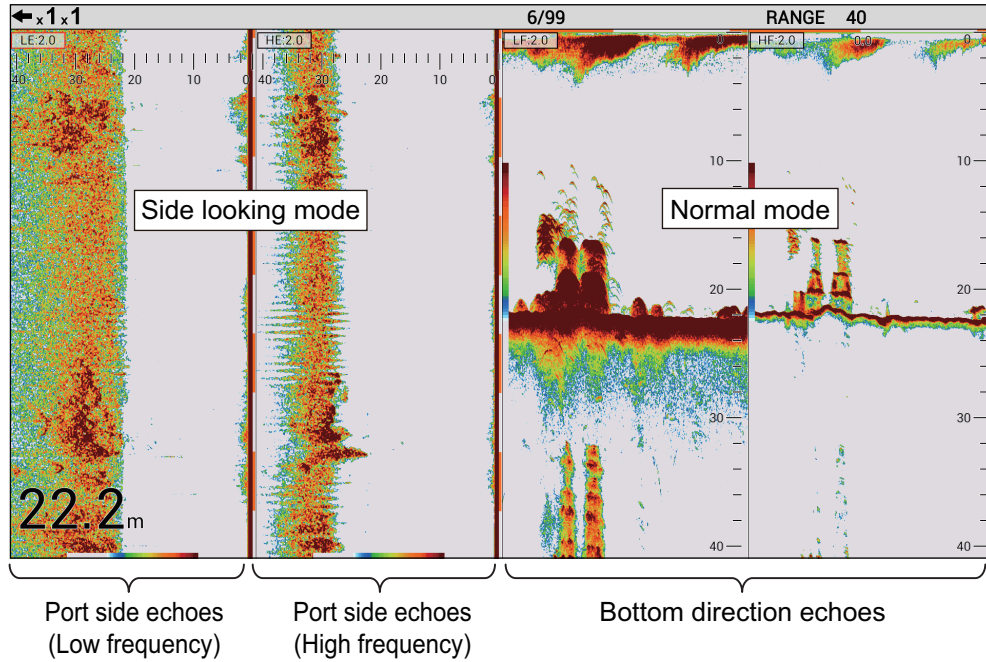 ←x1x1 6/99 RANGE 40
LE:2.0 HE:2.0 LF:2.0 0 HF:2.0 0.0 0
40 30 20 10 0 40 30 20 10 0
10 10
Side looking mode Normal mode
20 20
30 30
22.2m
40 40
Port side echoes (Low frequency)
Port side echoes (High frequency)
Bottom direction echoes